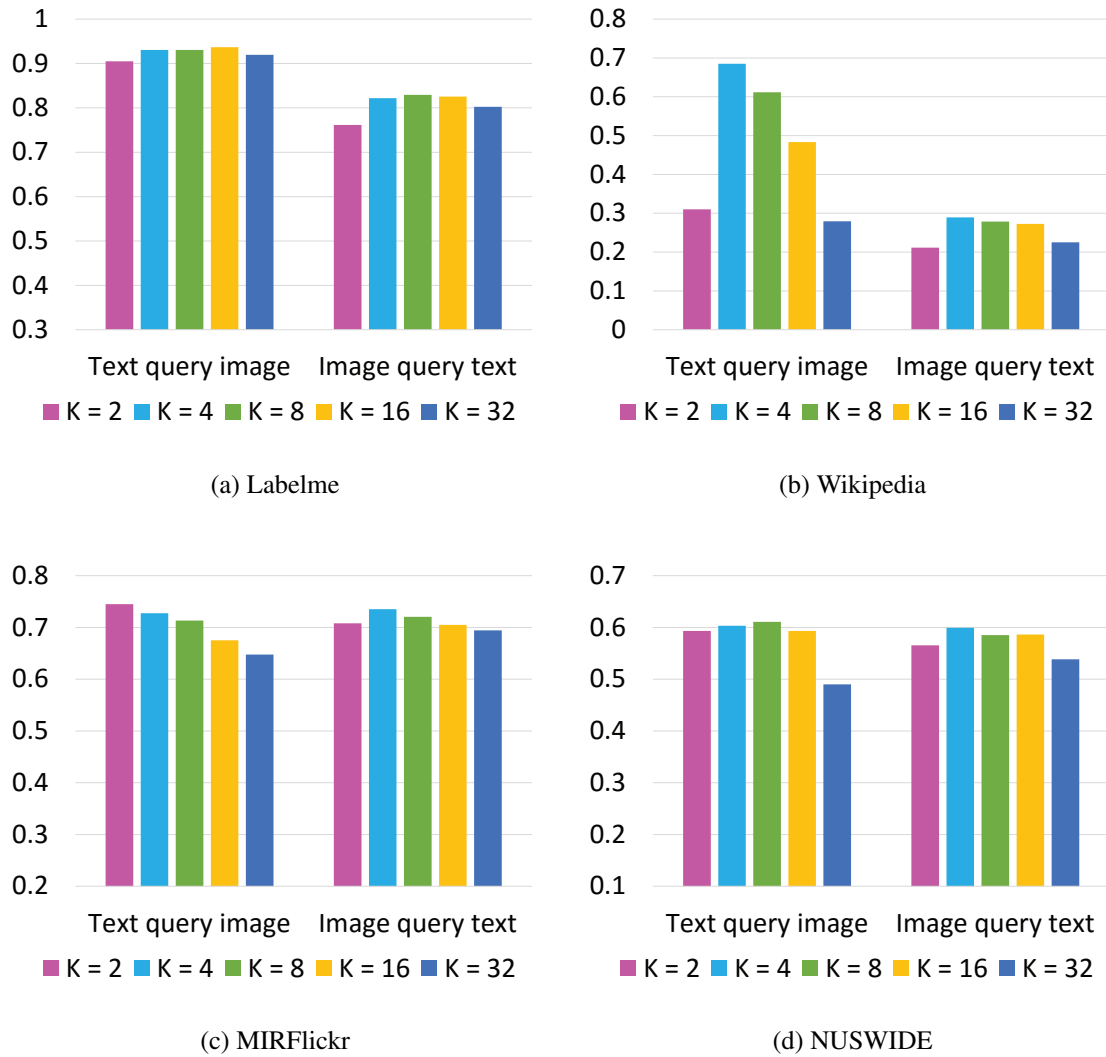 1
0.9
0.8
0.7
0.6
0.5
0.4
0.3
Text query image Image query text
K = 2 K = 4 K = 8 K = 16 K = 32
(a) Labelme
0.8
0.7
0.6
0.5
0.4
0.3
0.2
0.1
0
Text query image Image query text
K = 2 K = 4 K = 8 K = 16 K = 32
(b) Wikipedia
0.8
0.7
0.6
0.5
0.4
0.3
0.2
Text query image Image query text
K = 2 K = 4 K = 8 K = 16 K = 32
(c) MIRFlickr
0.7
0.6
0.5
0.4
0.3
0.2
0.1
Text query image Image query text
K = 2 K = 4 K = 8 K = 16 K = 32
(d) NUSWIDE